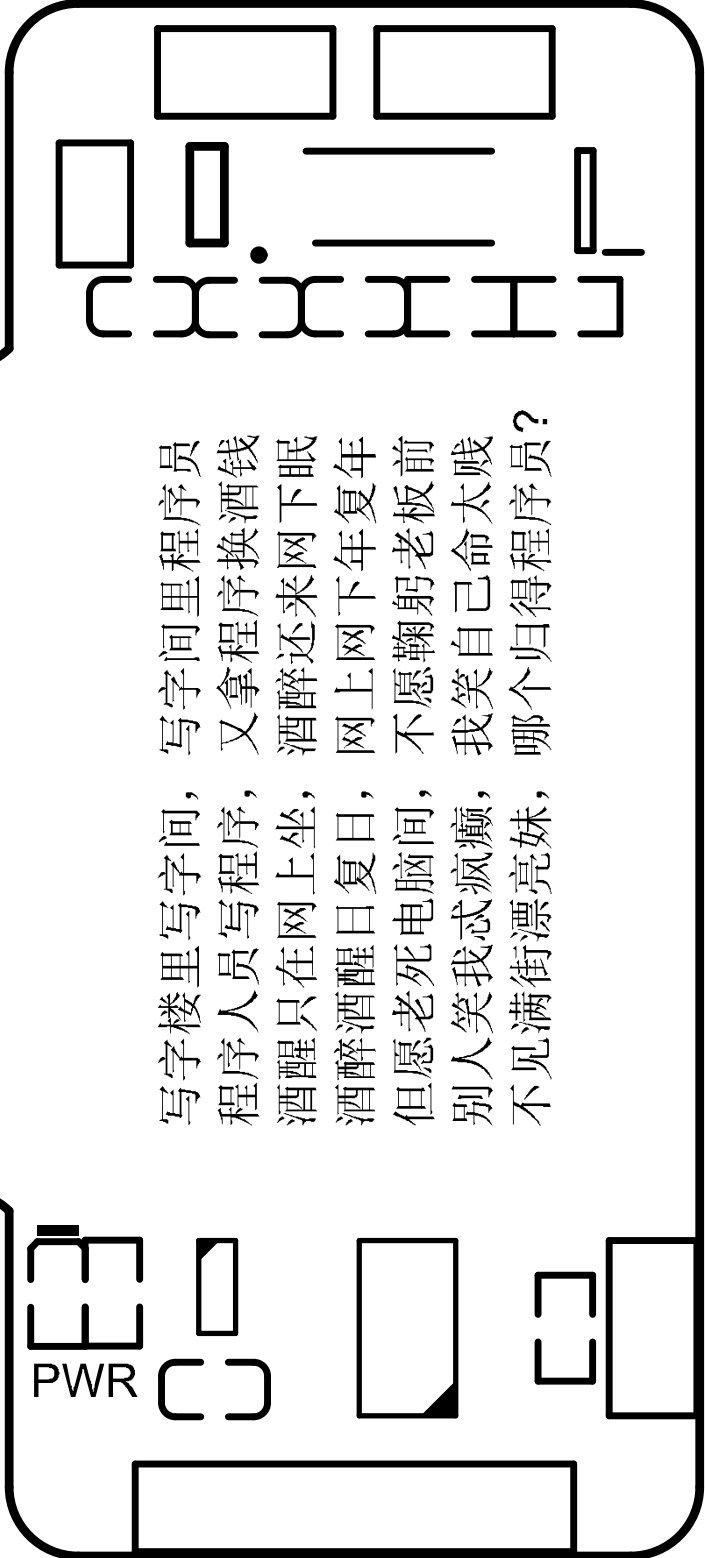 写字楼里写字间，写字间里程序员
程序人员写程序，又拿程序换酒钱
酒醒只在网上坐，酒醉还来网下眠
酒醉酒醒日复日，网上网下年复年
但愿老死电脑间，不愿鞠躬老板前
别人笑我忒疯癫，我笑自己命太贱
不见满街漂亮妹，哪个归得程序员?
PWR